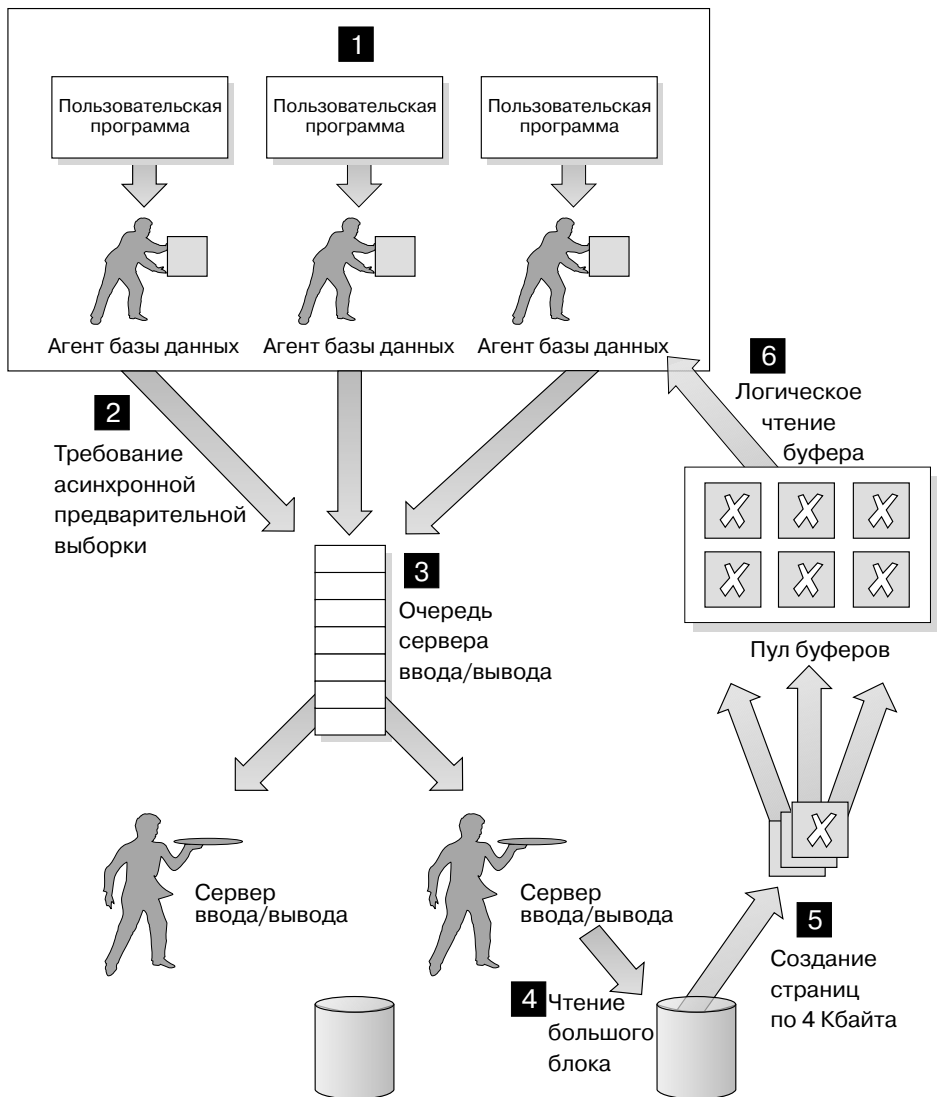 1
Пользовательская
программа
Пользовательская
программа
Пользовательская
программа
Агент базы данных
Агент базы данных
Агент базы данных
2
Требование
асинхронной
предварительной
выборки
6
Логическое
чтение
буфера
3
Очередь
сервера
ввода/вывода
Пул буферов
Сервер
ввода/вывода
Сервер
ввода/вывода
4
Чтение
большого
блока
5
Создание
страниц
по 4 Кбайта